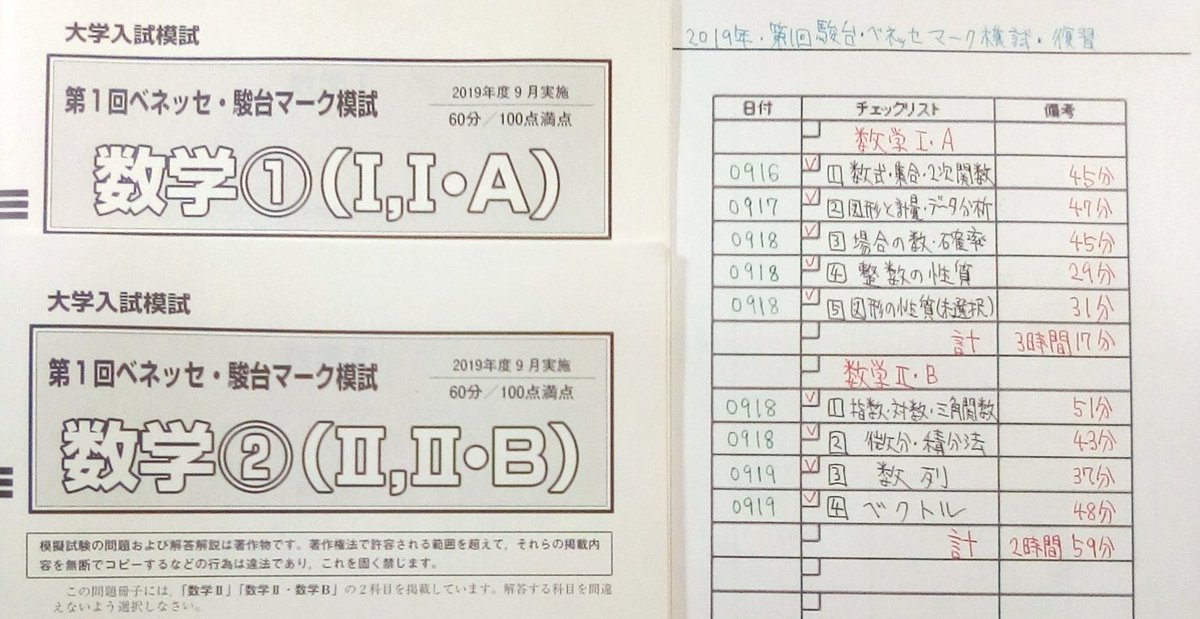 大学入試模試
第1回ベネッセ・駿台マーク模試
2019年度9月実施
60分/100点満点
数学①(I,I・A)
大学入試模試
第1回ベネッセ・駿台マーク模試
2019年度9月実施
60分/100点満点
数学②(Ⅱ,Ⅱ・B)
模擬試験の問題および解答解説は著作物です。著作権法で許容される範囲を超えて、それらの掲載内
容を無断でコピーするなどの行為は違法であり、これを固く禁じます。
この問題冊子には,「数学Ⅱ」「数学Ⅱ・数学B」の2科目を掲載しています。解答する科目を間違
えないよう選択しなさい。
2019年・第1回駿台・ベネッセマーク模試・復習
日付 チェックリスト 備考
数学I・A
0916 1 数式・集合・2次関数 45分
0917 2 図形と計量・データ分析 47分
0918 3 場合の数・確率 45分
0918 4 整数の性質 29分
0918 5 図形の性質(未選択) 31分
計 3時間17分
数学Ⅱ・B
0918 1 指数・対数・三角関数 51分
0918 2 微分・積分法 43分
0919 3 数列 37分
0919 4 ベクトル 48分
計 2時間59分